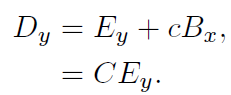 D_y = E_y + cB_x,
= CE_y.